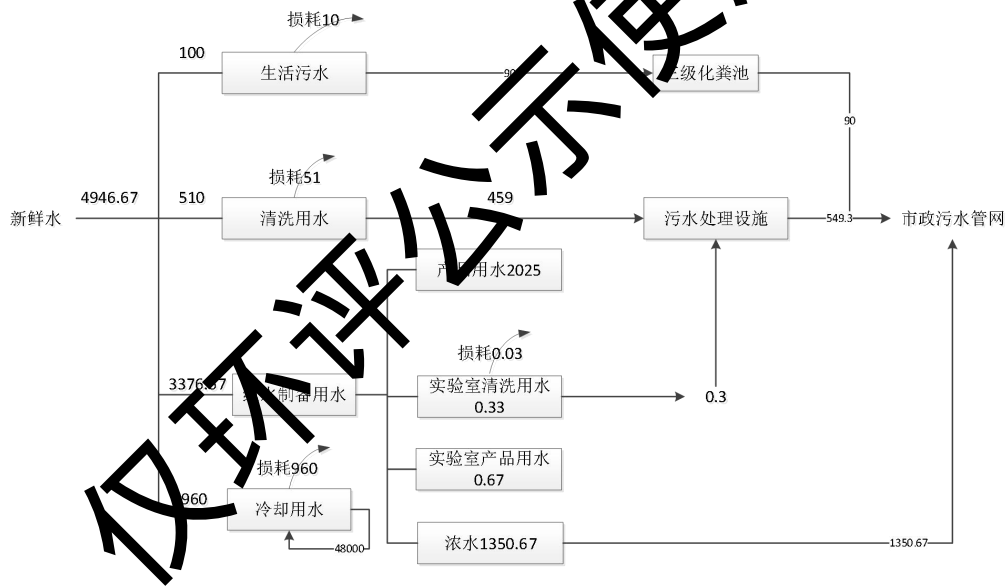 损耗10
100
生活污水
90
三级化粪池
90
损耗51
4946.67
510
459
新鲜水
清洗用水
污水处理设施
549.3
市政污水管网
产品用水2025
损耗0.03
水制备用水
实验室清洗用水
0.33
0.3
损耗960
实验室产品用水
0.67
960
冷却用水
48000
浓水1350.67
1350.67
仅环评公示使